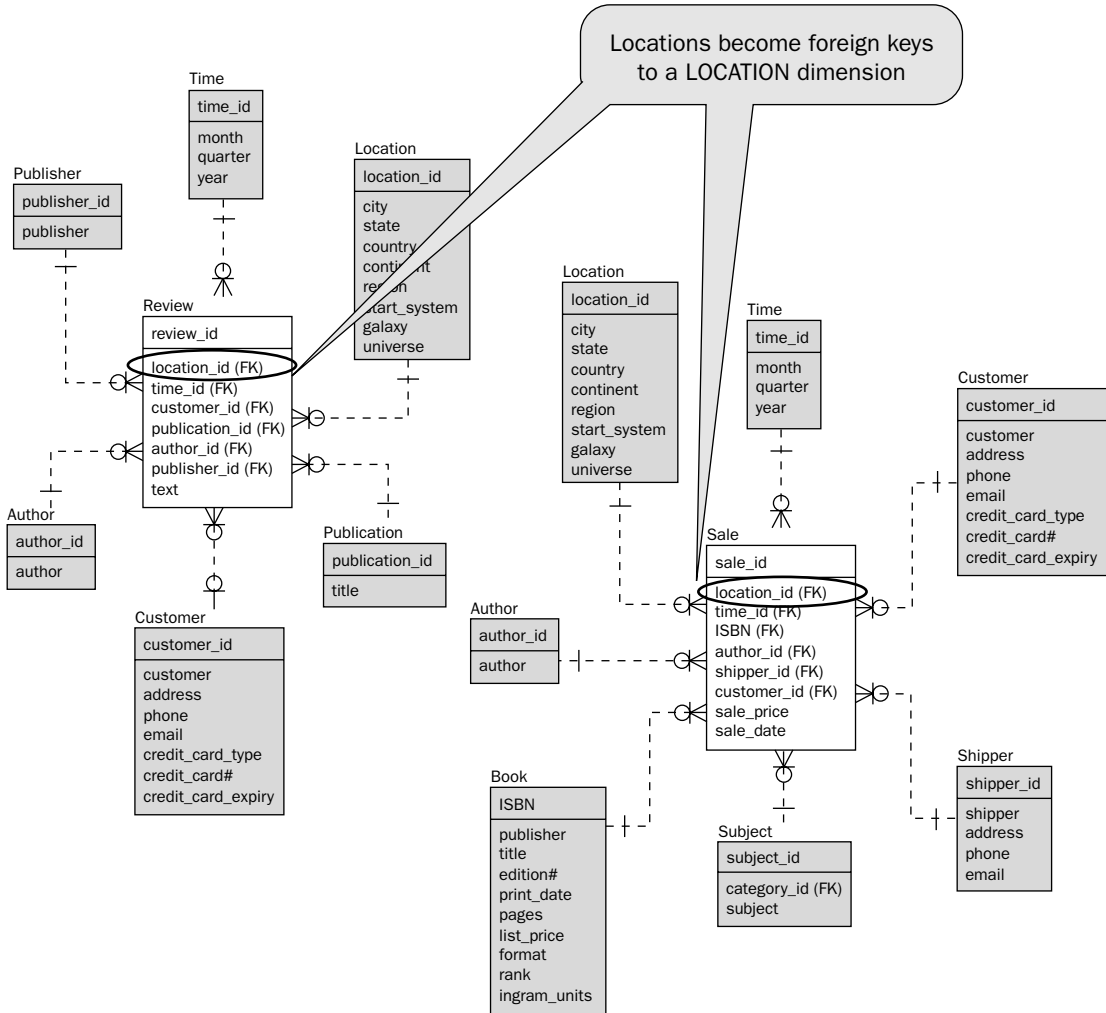 Locations become foreign keys
to a LOCATION dimension
Time
time_id
month
quarter
year
Publisher
publisher_id
publisher
Location
location_id
city
state
country
continent
region
start_system
galaxy
universe
Review
review_id
location_id (FK)
time_id (FK)
customer_id (FK)
publication_id (FK)
author_id (FK)
publisher_id (FK)
text
Author
author_id
author
Publication
publication_id
title
Customer
customer_id
customer
address
phone
email
credit_card_type
credit_card#
credit_card_expiry
Location
location_id
city
state
country
continent
region
start_system
galaxy
universe
Time
time_id
month
quarter
year
Customer
customer_id
customer
address
phone
email
credit_card_type
credit_card#
credit_card_expiry
Sale
sale_id
location_id (FK)
time_id (FK)
ISBN (FK)
author_id (FK)
shipper_id (FK)
customer_id (FK)
sale_price
sale_date
Author
author_id
author
Book
ISBN
publisher
title
edition#
print_date
pages
list_price
format
rank
ingram_units
Subject
subject_id
category_id (FK)
subject
Shipper
shipper_id
shipper
address
phone
email